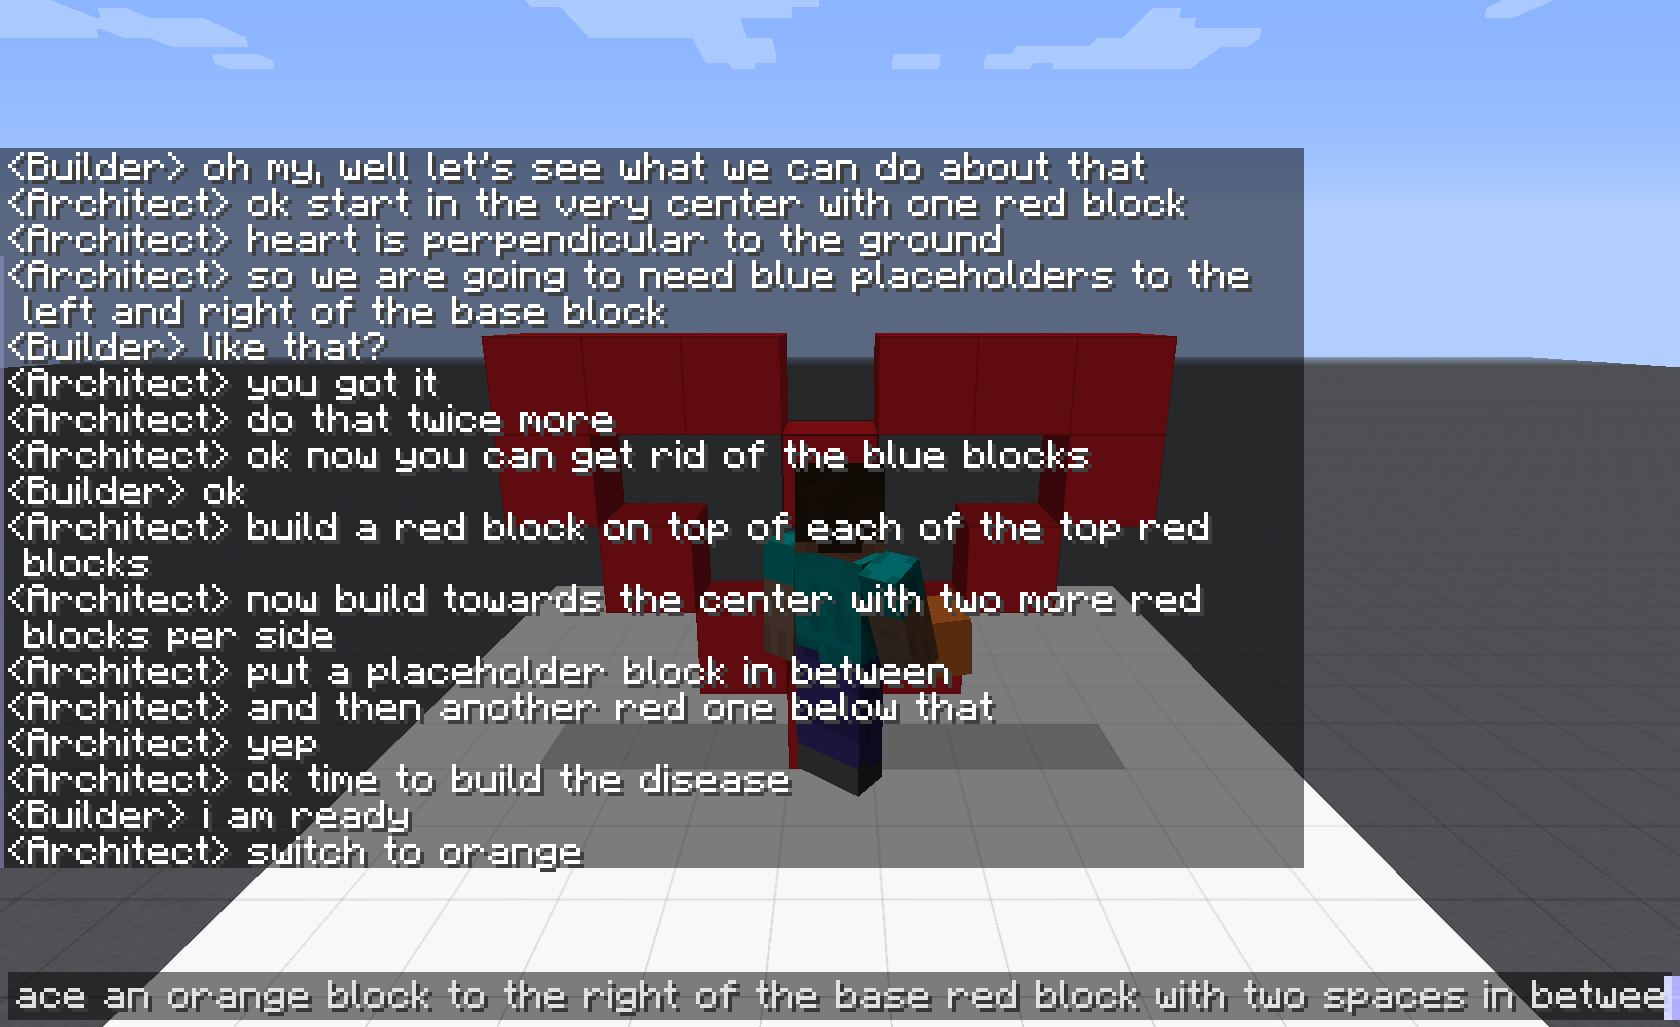 <Builder> oh my, well let's see what we can do about that
<Architect> ok start in the very center with one red block
<Architect> heart is perpendicular to the ground
<Architect> so we are going to need blue placeholders to the
left and right of the base block
<Builder> like that?
<Architect> you got it
<Architect> do that twice more
<Architect> ok now you can get rid of the blue blocks
<Builder> ok
<Architect> build a red block on top of each of the top red
blocks
<Architect> now build towards the center with two more red
blocks per side
<Architect> put a placeholder block in between
<Architect> and then another red one below that
<Architect> yep
<Architect> ok time to build the disease
<Builder> i am ready
<Architect> switch to orange
ace an orange block to the right of the base red block with two spaces in betwee